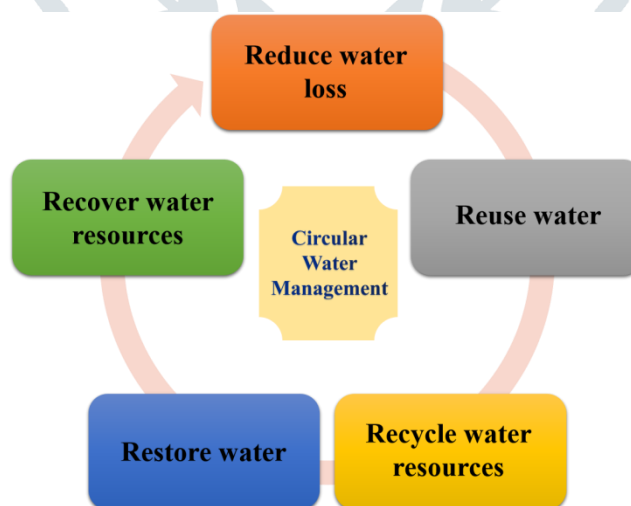 Reduce water
loss
Reuse water
Recycle water
resources
Restore water
Recover water
resources
Circular
Water
Management